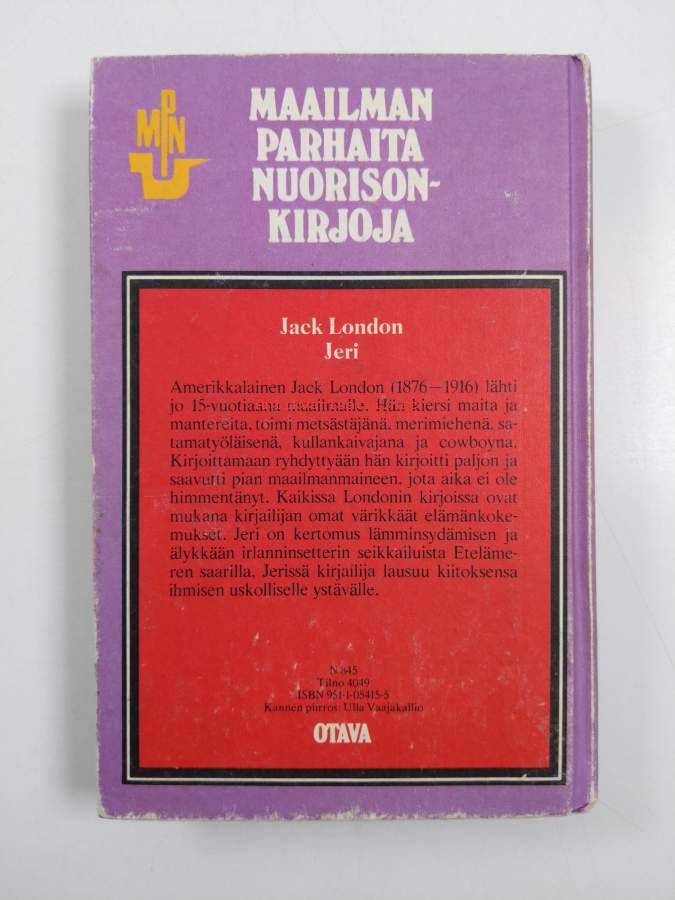 MPN
MAAILMAN
PARHAITA
NUORISON-
KIRJOJA
Jack London
Jeri
Amerikkalainen Jack London (1876—1916) lähti
jo 15-vuotiaana maailmalle. Hän kiersi maita ja
mantereita, toimi metsästäjänä, merimiehenä, sa-
tamatyöläisenä, kullankaivajana ja cowboyna.
Kirjoittamaan ryhdyttyään hän kirjoitti paljon ja
saavutti pian maailmanmaineen, jota aika ei ole
himmentänyt. Kaikissa Londonin kirjoissa ovat
mukana kirjailijan omat värikkäät elämänkoke-
mukset. Jeri on kertomus lämminsydämisen ja
älykkään irlanninsetterin seikkailuista Eteläme-
ren saarilla. Jerissä kirjailija lausuu kiitoksensa
ihmisen uskolliselle ystävälle.
N 845
Tilno 4049
ISBN 951-1-05415-5
Kannen piirros: Ulla Vaajakallio
OTAVA